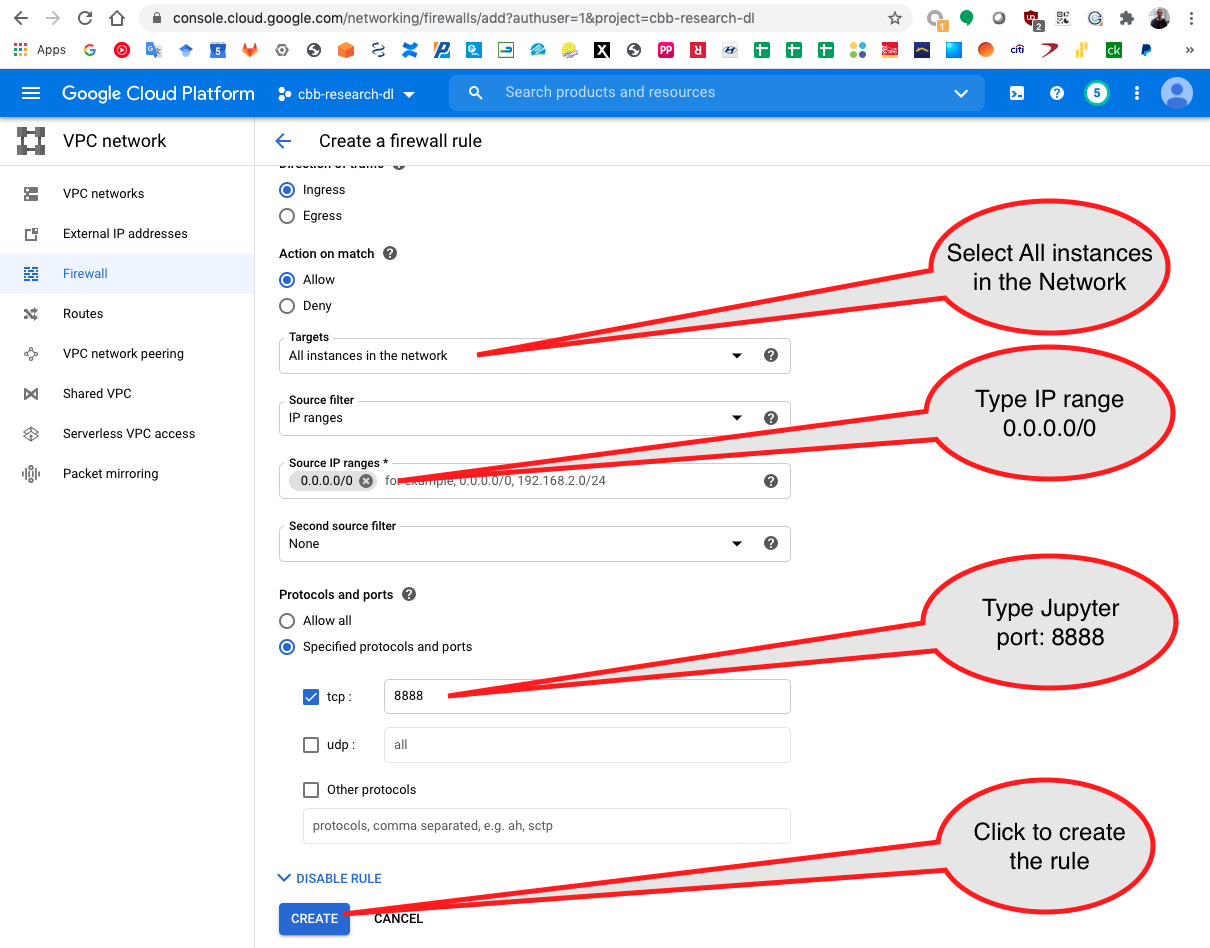 console.cloud.google.com/networking/firewalls/add?authuser=1&project=cbb-research-dl
1
2
Apps
5
X
PP
citi
ck
»
Google Cloud Platform
cbb-research-dl
Search products and resources
5
VPC network
Create a firewall rule
VPC networks
External IP addresses
Firewall
Routes
VPC network peering
Shared VPC
Serverless VPC access
Packet mirroring
Direction of traffic
Ingress
Egress
Action on match
Allow
Deny
Targets
All instances in the network
Source filter
IP ranges
Source IP ranges *
0.0.0.0/0 for example, 0.0.0.0/0, 192.168.2.0/24
Second source filter
None
Protocols and ports
Allow all
Specified protocols and ports
tcp : 8888
udp : all
Other protocols
protocols, comma separated, e.g. ah, sctp
DISABLE RULE
CREATE CANCEL
Select All instances
in the Network
Type IP range
0.0.0.0/0
Type Jupyter
port: 8888
Click to create
the rule